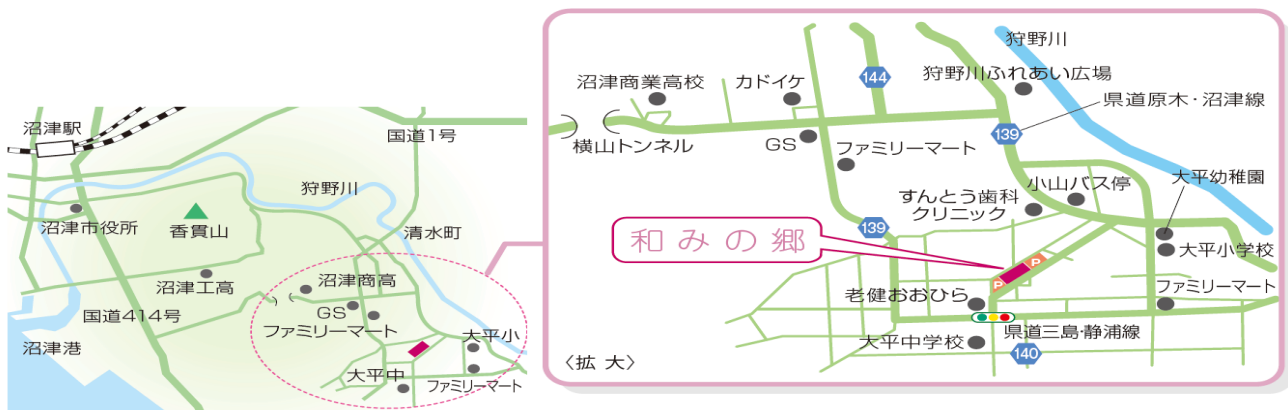 沼津駅
国道1号
狩野川
沼津市役所
香貫山
清水町
沼津工高
沼津商高
国道414号
GS
ファミリーマート
沼津港
大平小
大平中
ファミリーマート
狩野川
沼津商業高校
カドイケ
144
狩野川ふれあい広場
県道原木・沼津線
139
横山トンネル
GS
ファミリーマート
大平幼稚園
小山バス停
すんとう歯科
クリニック
139
和みの郷
大平小学校
P
P
老健おおひら
ファミリーマート
県道三島・静浦線
大平中学校
140
〈拡大〉